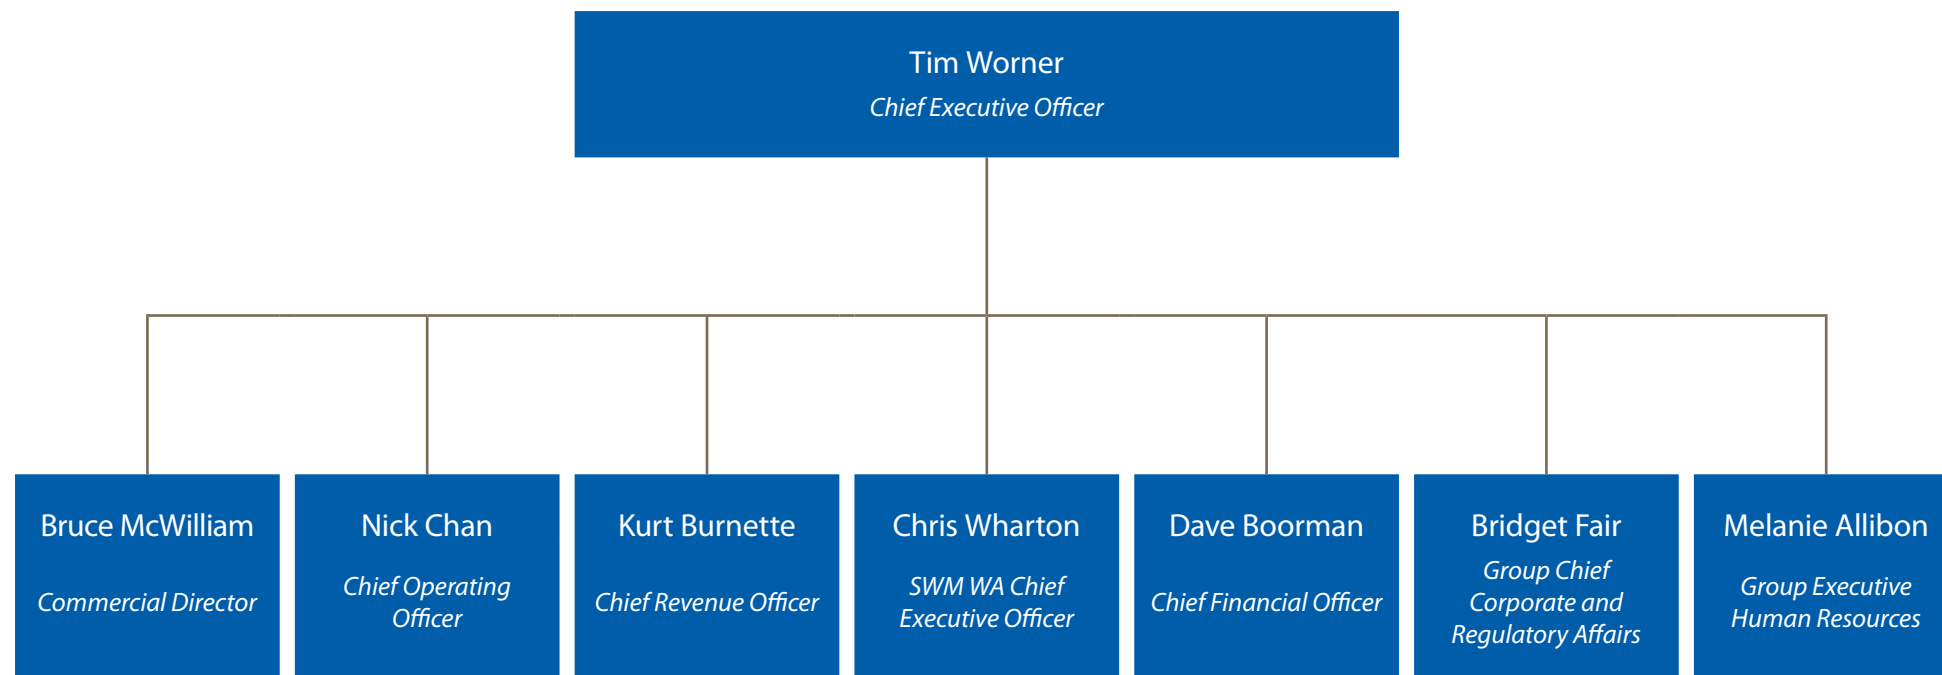 Tim Worner
Chief Executive Officer
Bruce McWilliam
Commercial Director
Nick Chan
Chief Operating
Officer
Kurt Burnette
Chief Revenue Officer
Chris Wharton
SWM WA Chief
Executive Officer
Dave Boorman
Chief Financial Officer
Bridget Fair
Group Chief
Corporate and
Regulatory Affairs
Melanie Allibon
Group Executive
Human Resources